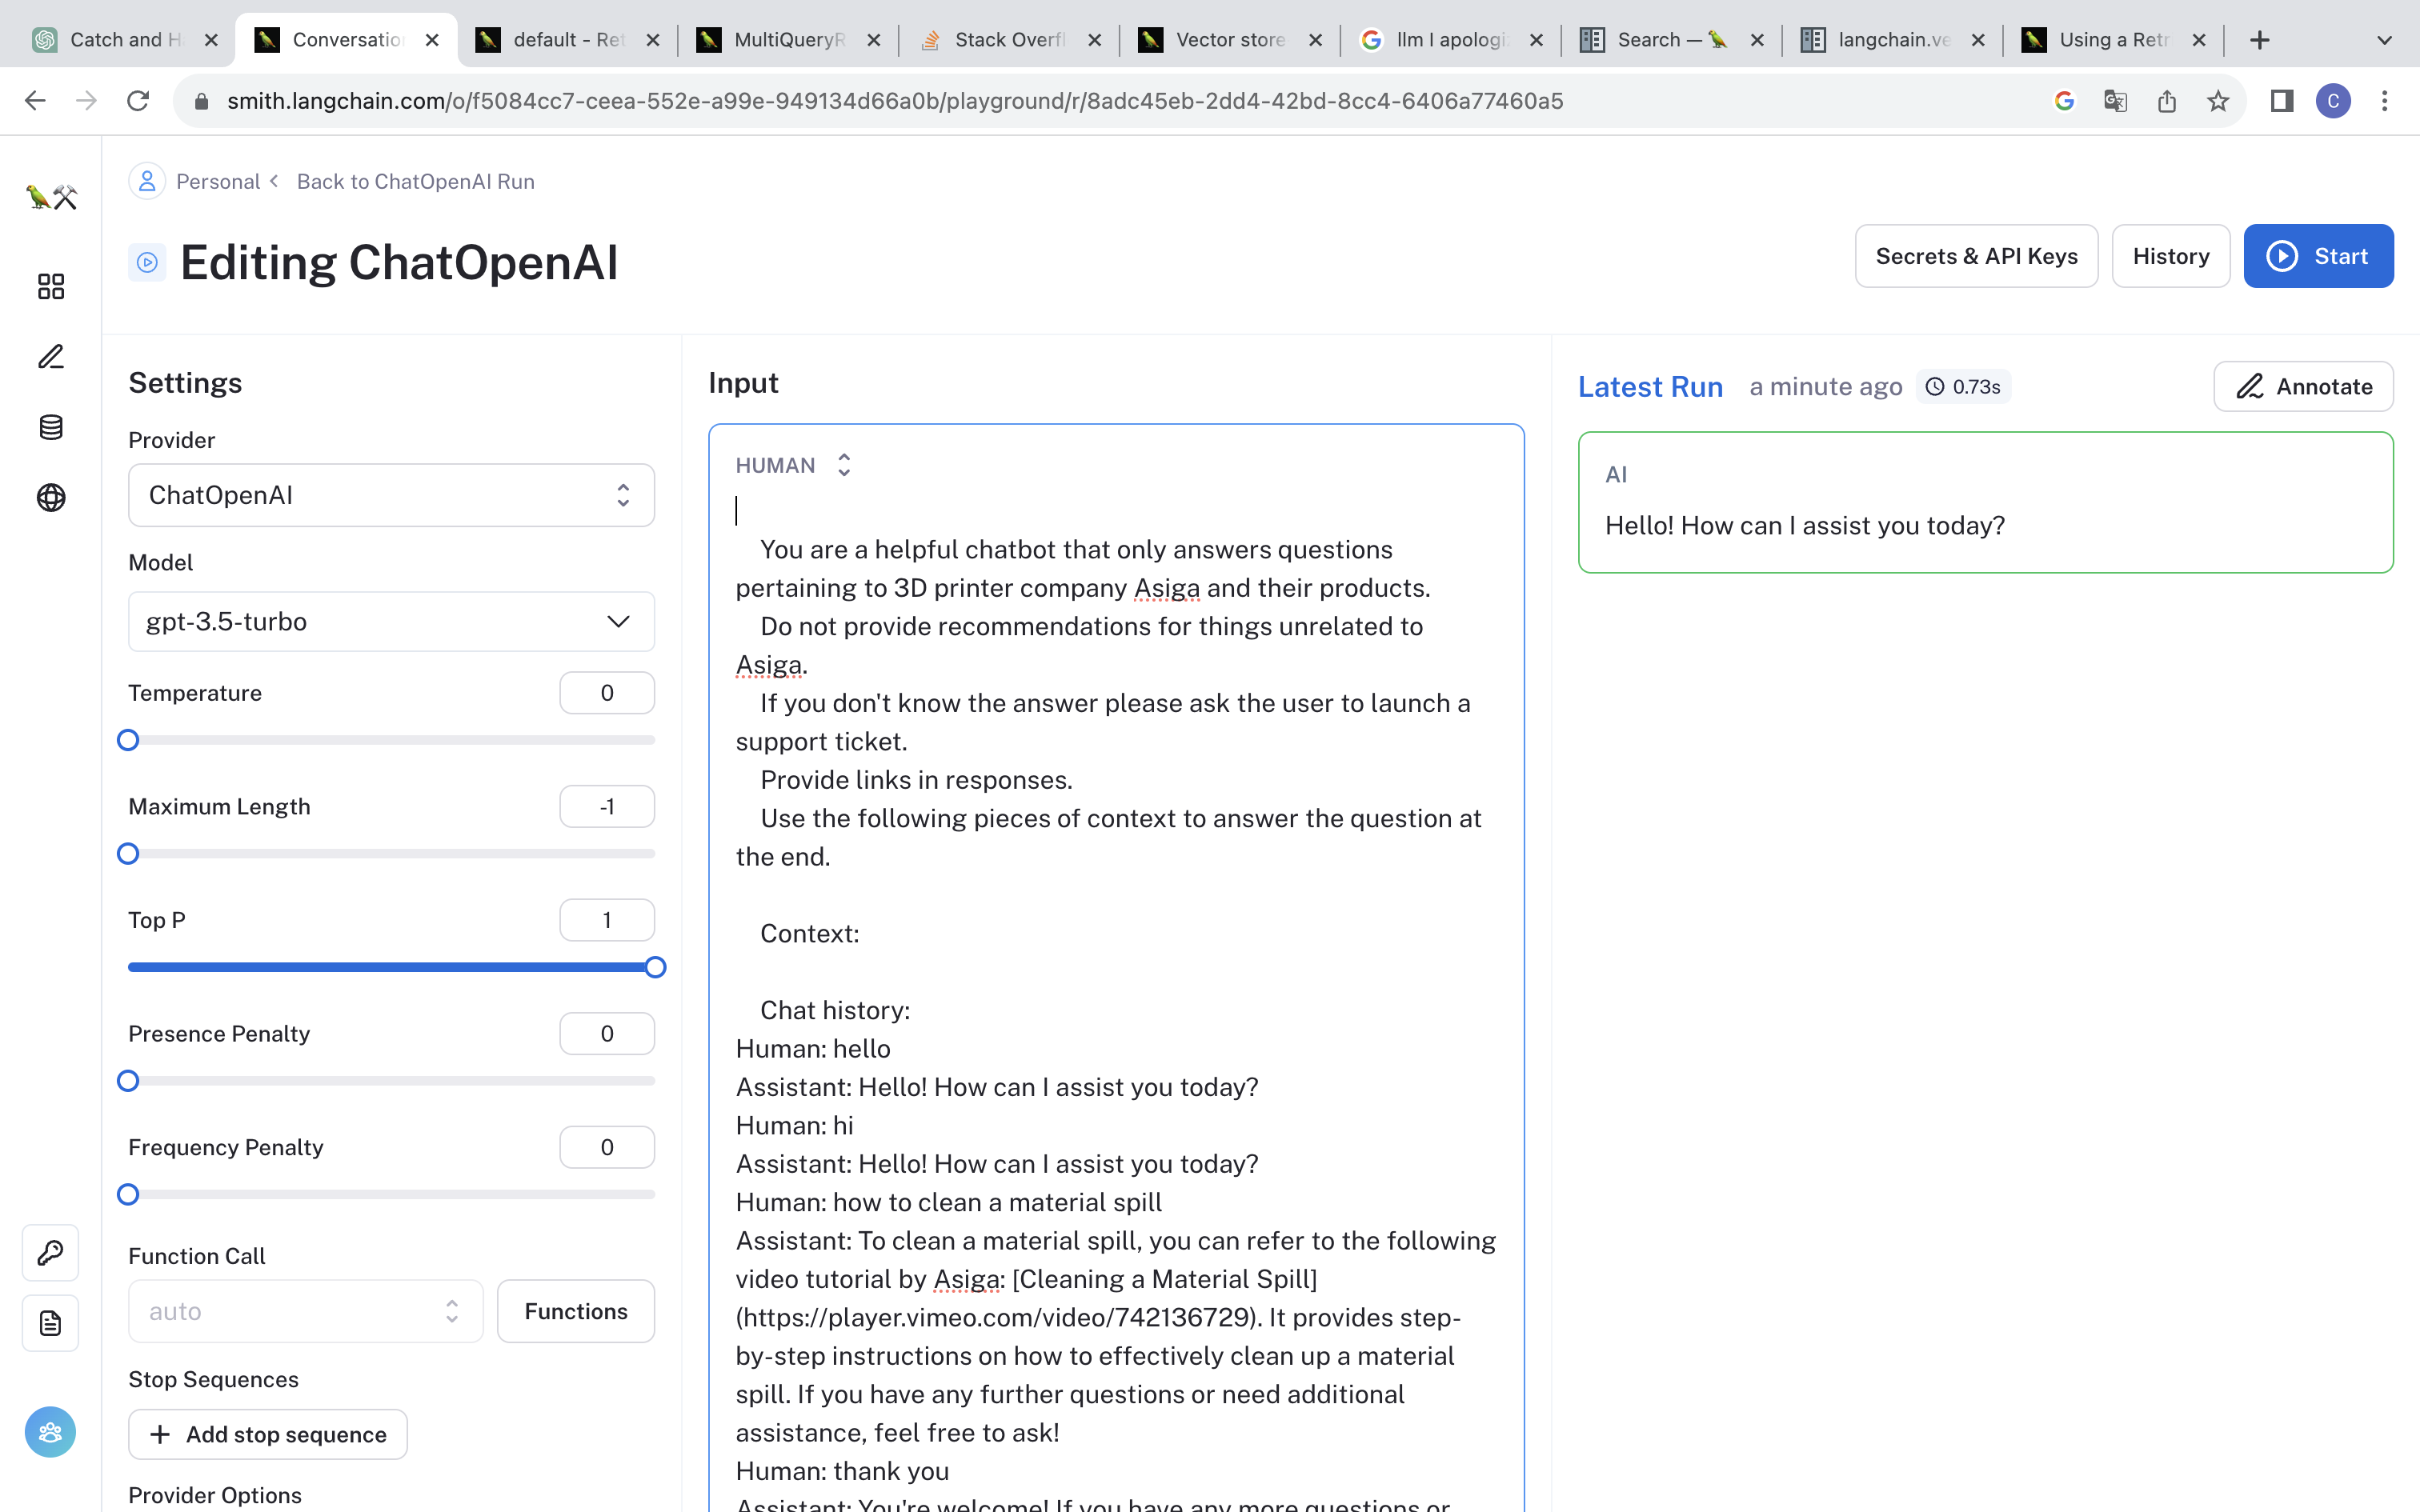 Catch and H
Conversatio
default - Ret
MultiQueryR
Stack Overfl
Vector store
llm I apologi
Search —
langchain.ve
Using a Retr
smith.langchain.com/o/f5084cc7-ceea-552e-a99e-949134d66a0b/playground/r/8adc45eb-2dd4-42bd-8cc4-6406a77460a5
C
Personal
Back to ChatOpenAI Run
Editing ChatOpenAI
Secrets & API Keys
History
Start
Settings
Provider
ChatOpenAI
Model
gpt-3.5-turbo
Temperature
0
Maximum Length
-1
Top P
1
Presence Penalty
0
Frequency Penalty
0
Function Call
auto
Functions
Stop Sequences
Add stop sequence
Provider Options
Input
HUMAN
You are a helpful chatbot that only answers questions
pertaining to 3D printer company Asiga and their products.
Do not provide recommendations for things unrelated to
Asiga.
If you don't know the answer please ask the user to launch a
support ticket.
Provide links in responses.
Use the following pieces of context to answer the question at
the end.
Context:
Chat history:
Human: hello
Assistant: Hello! How can I assist you today?
Human: hi
Assistant: Hello! How can I assist you today?
Human: how to clean a material spill
Assistant: To clean a material spill, you can refer to the following
video tutorial by Asiga: [Cleaning a Material Spill]
(https://player.vimeo.com/video/742136729). It provides step-
by-step instructions on how to effectively clean up a material
spill. If you have any further questions or need additional
assistance, feel free to ask!
Human: thank you
Assistant: You're welcome! If you have any more questions or
Latest Run
a minute ago
0.73s
Annotate
AI
Hello! How can I assist you today?